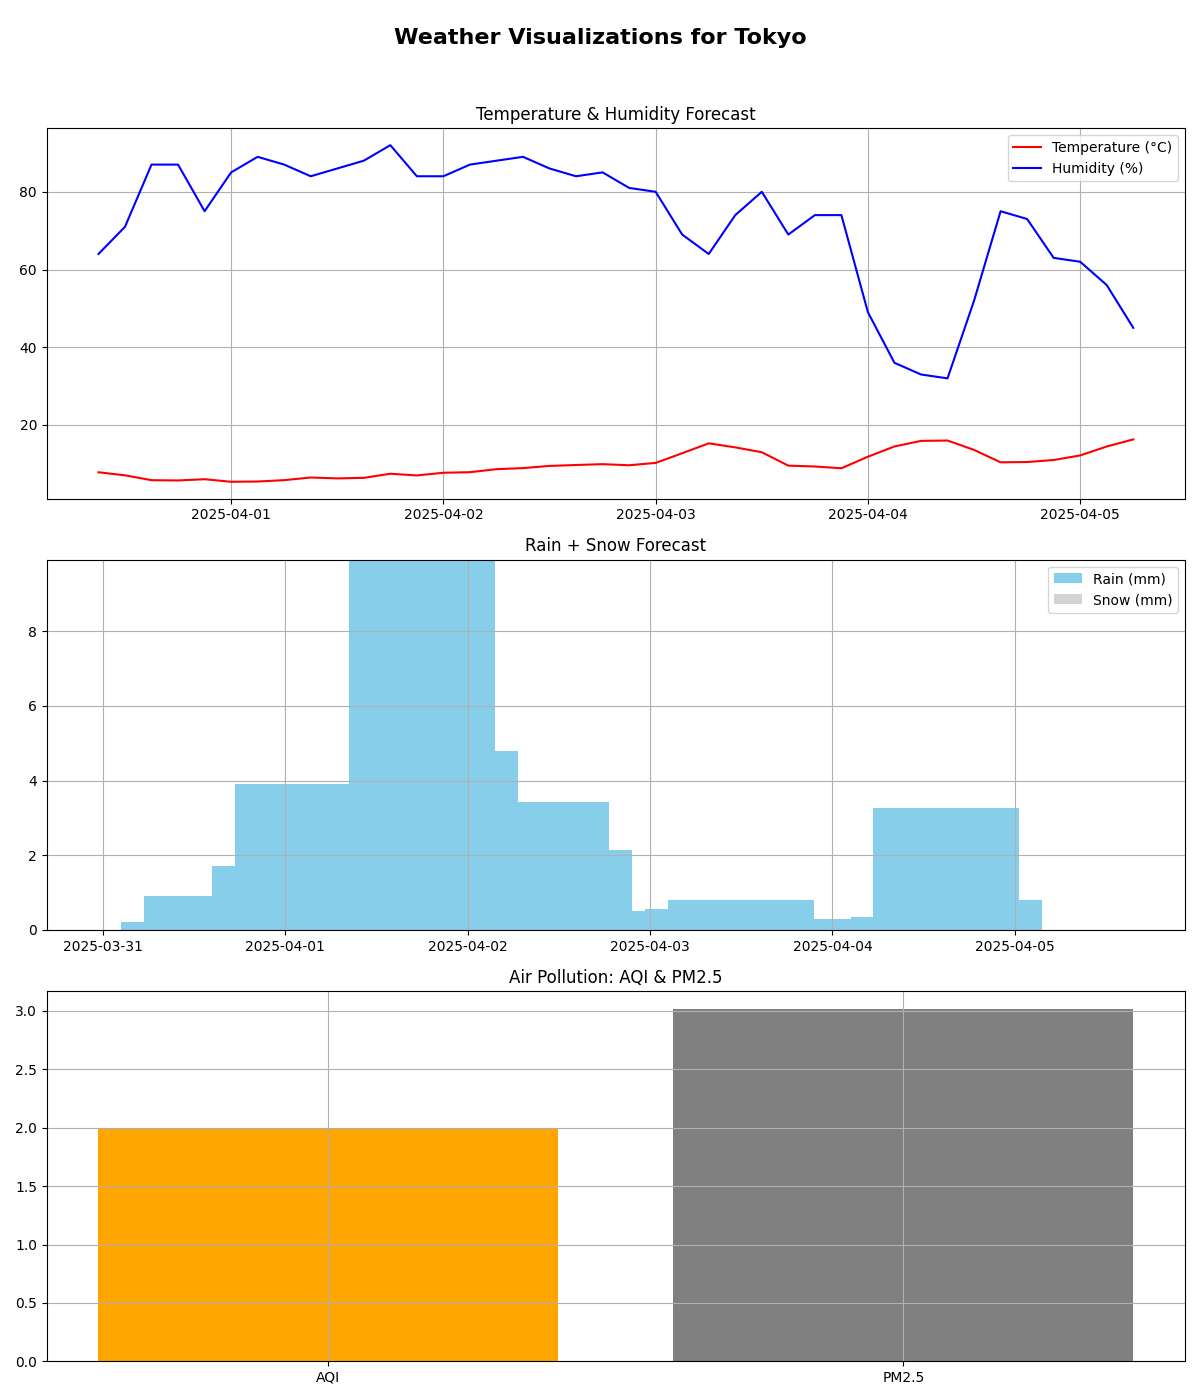 Weather Visualizations for Tokyo
Temperature & Humidity Forecast
Temperature (°C)
Humidity (%)
80
60
40
20
2025-04-01 2025-04-02 2025-04-03 2025-04-04 2025-04-05
Rain + Snow Forecast
Rain (mm)
Snow (mm)
8
6
4
2
0
2025-03-31 2025-04-01 2025-04-02 2025-04-03 2025-04-04 2025-04-05
Air Pollution: AQI & PM2.5
3.0
2.5
2.0
1.5
1.0
0.5
0.0
AQI PM2.5